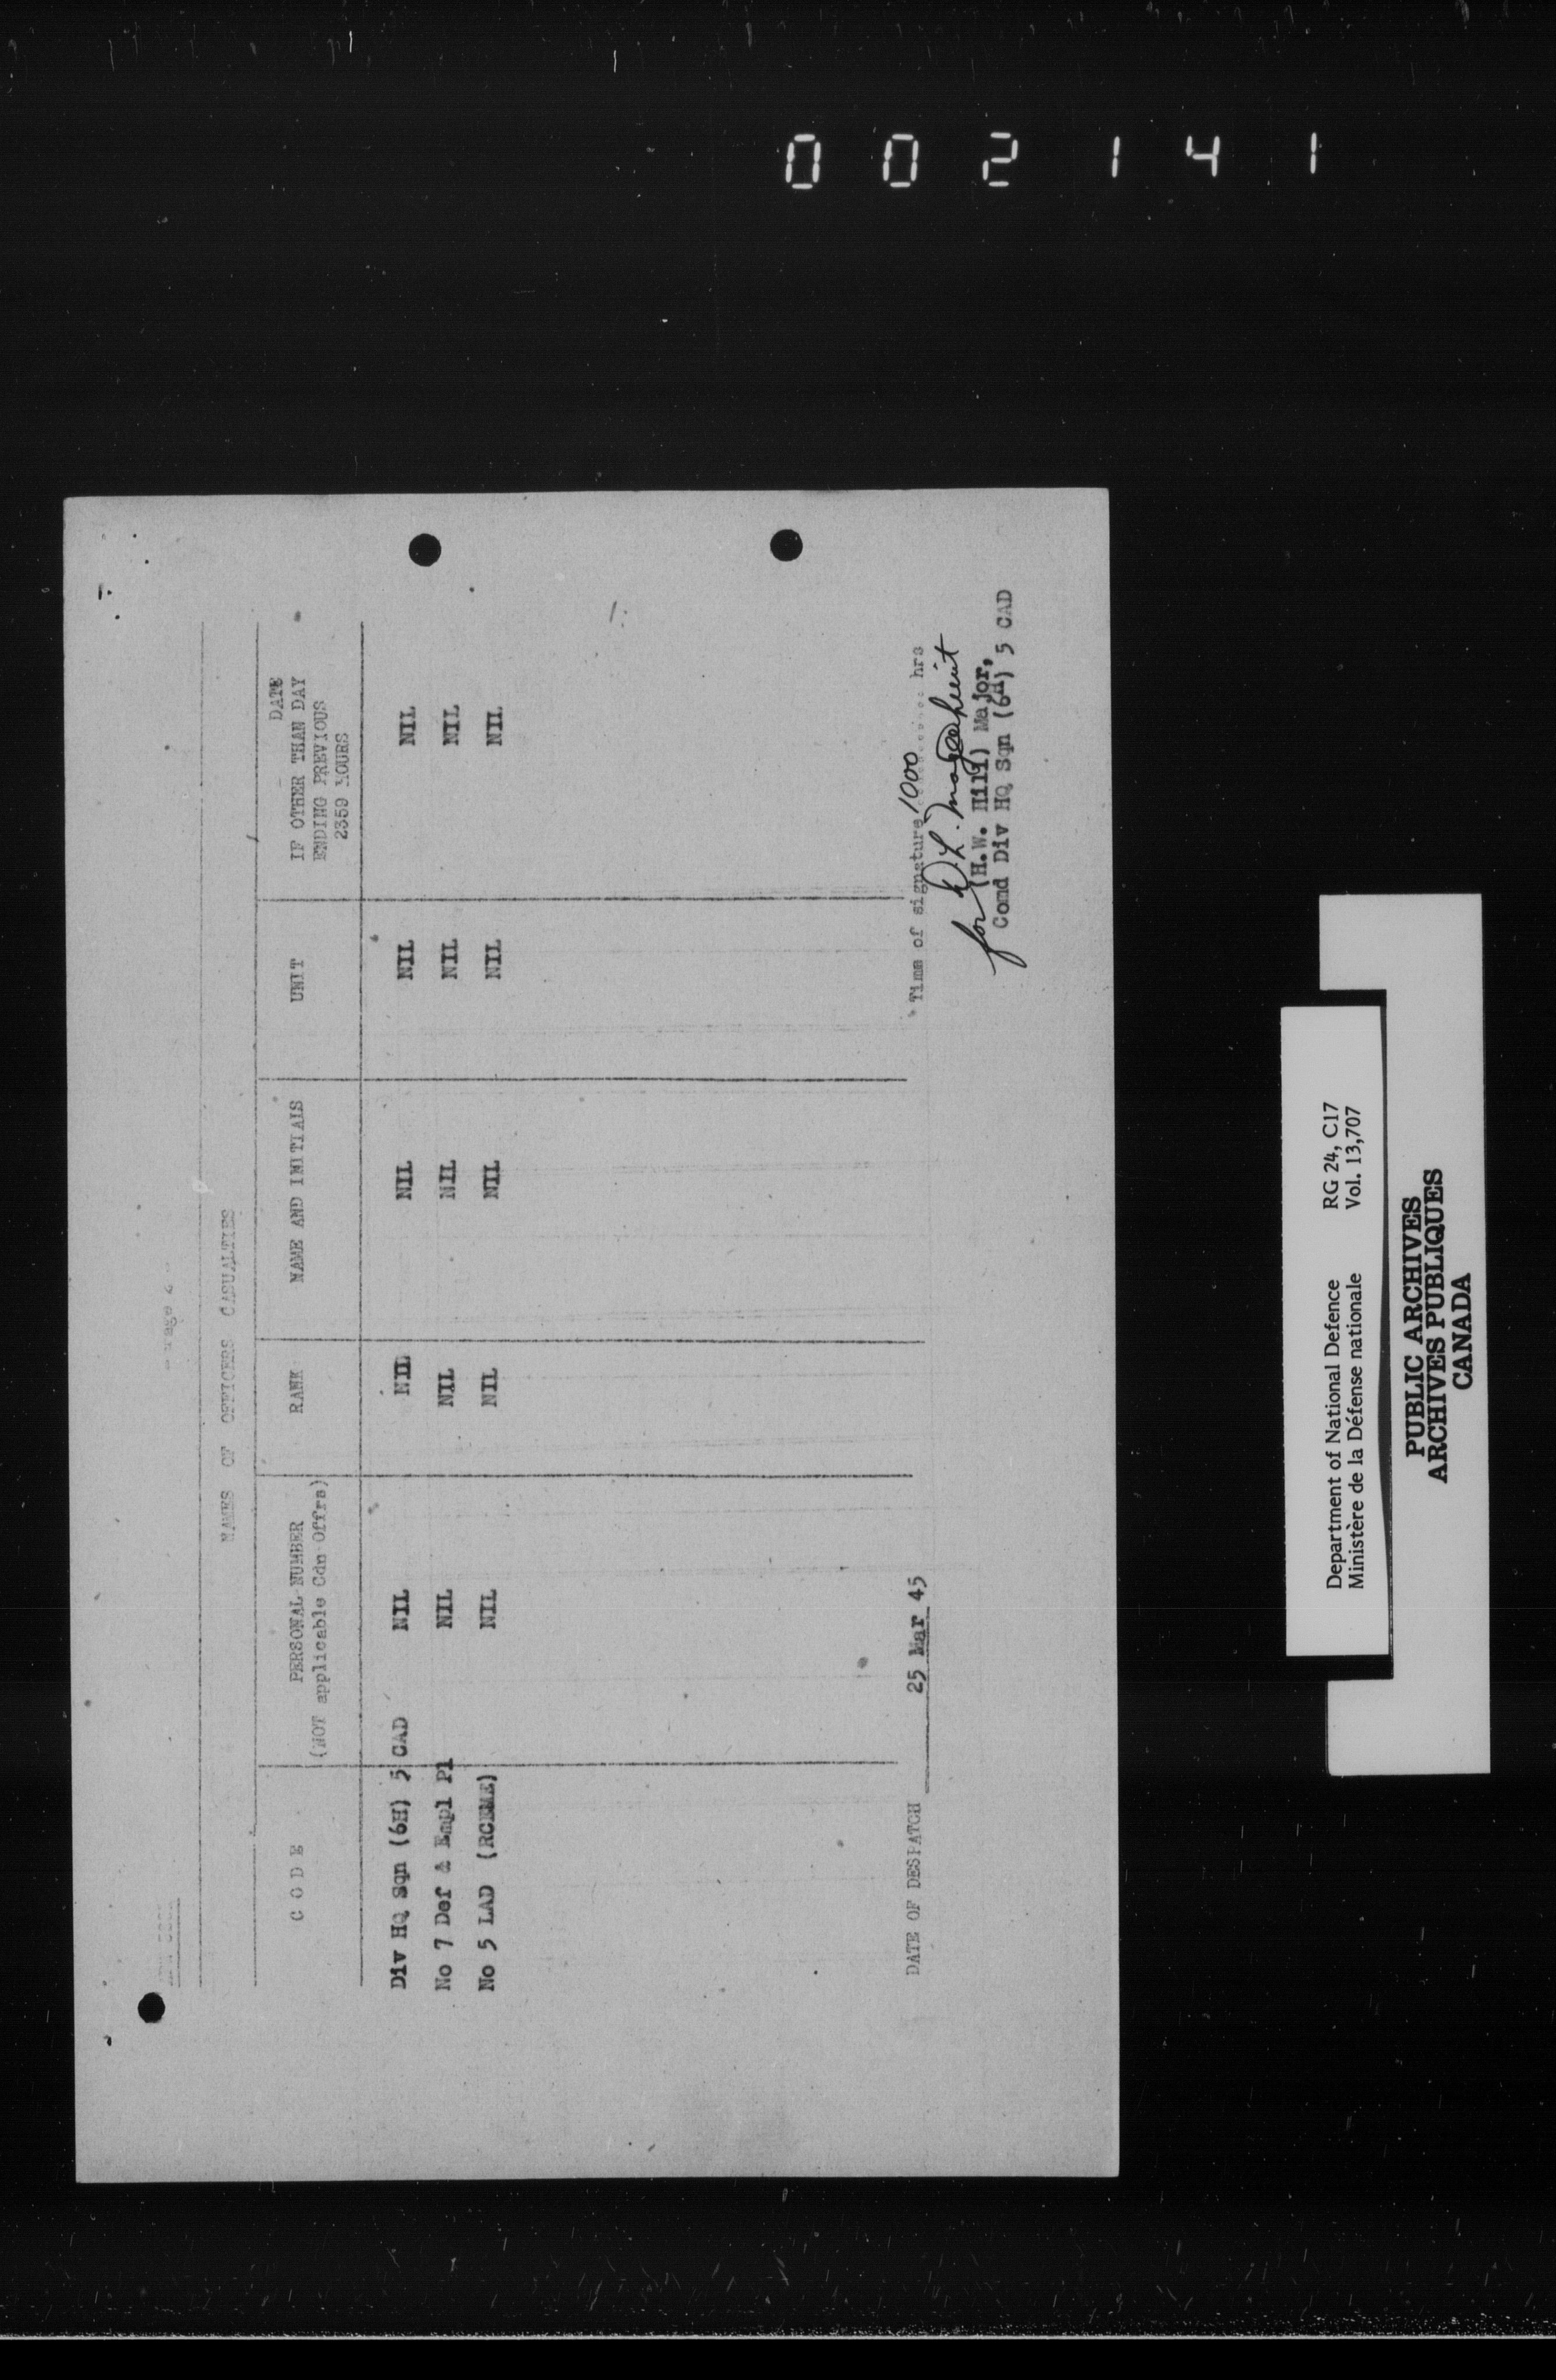 002141
- Page 2 -
NAMES OF OFFICERS CASUALTIES
CODE
PERSONAL NUMBER
(NOT applicable Cdn Offrs)
RANK
NAME AND INITIALS
UNIT
DATE
IF OTHER THAN DAY
ENDING PREVIOUS
2359 HOURS
Div HQ Sqn (6H) 5 CAD NIL NIL NIL NIL NIL
No 7 Def & Empl Pl NIL NIL NIL NIL NIL
No 5 LAD (RCEME) NIL NIL NIL NIL NIL
DATE OF DESPATCH 25 Mar 45
Time of signature 1000 hrs
for
(H.W. Hill) Major,
Comd Div HQ Sqn (6H) 5 CAD
Department of National Defence RG 24, C17
Ministère de la Défense nationale Vol. 13,707
PUBLIC ARCHIVES
ARCHIVES PUBLIQUES
CANADA